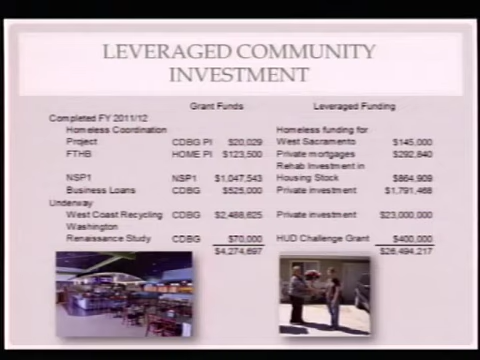 LEVERAGED COMMUNITY
INVESTMENT
Grant Funds Leveraged Funding
Completed FY 2011/12
Homeless Coordination Homeless funding for
Project CDBG PI $20,029 West Sacramento $145,000
FTHB HOME PI $123,500 Private mortgages $292,840
Rehab Investment in
NSP1 NSP1 $1,047,543 Housing Stock $864,909
Business Loans CDBG $525,000 Private investment $1,791,468
Underway
West Coast Recycling CDBG $2,488,625 Private investment $23,000,000
Washington
Renaissance Study CDBG $70,000 HUD Challenge Grant $400,000
$4,274,697 $26,494,217